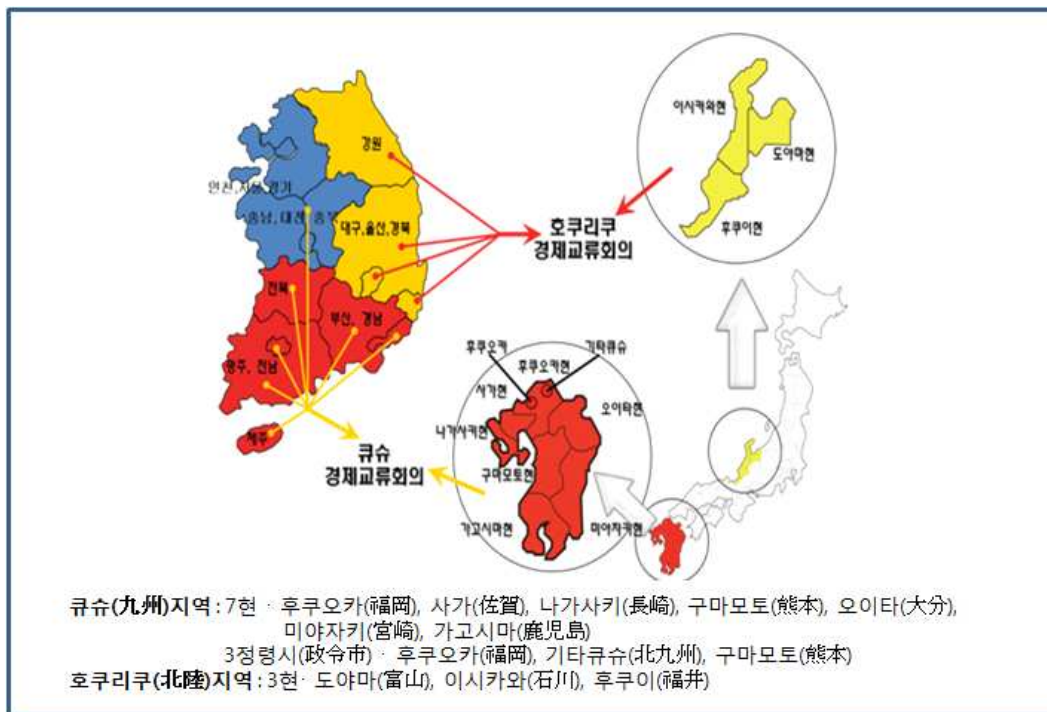 강원
이시카와현
도야마현
후쿠이현
인천,서울,경기
충남, 대전 충북
대구,울산,경북
호쿠리쿠
경제교류회의
전북
부산, 경남
광주, 전남
제주
후쿠오카
후쿠오카현
기타큐슈
사가현
오이타현
나가사키현
구마모토현
가고시마현
미야자키현
큐슈
경제교류회의
큐슈(九州)지역 : 7현 · 후쿠오카(福岡), 사가(佐賀), 나가사키(長崎), 구마모토(熊本), 오이타(大分),
미야자키(宮崎), 가고시마(鹿児島)
3정령시(政令市) · 후쿠오카(福岡), 기타큐슈(北九州), 구마모토(熊本)
호쿠리쿠(北陸)지역 : 3현 · 도야마(富山), 이시카와(石川), 후쿠이(福井)